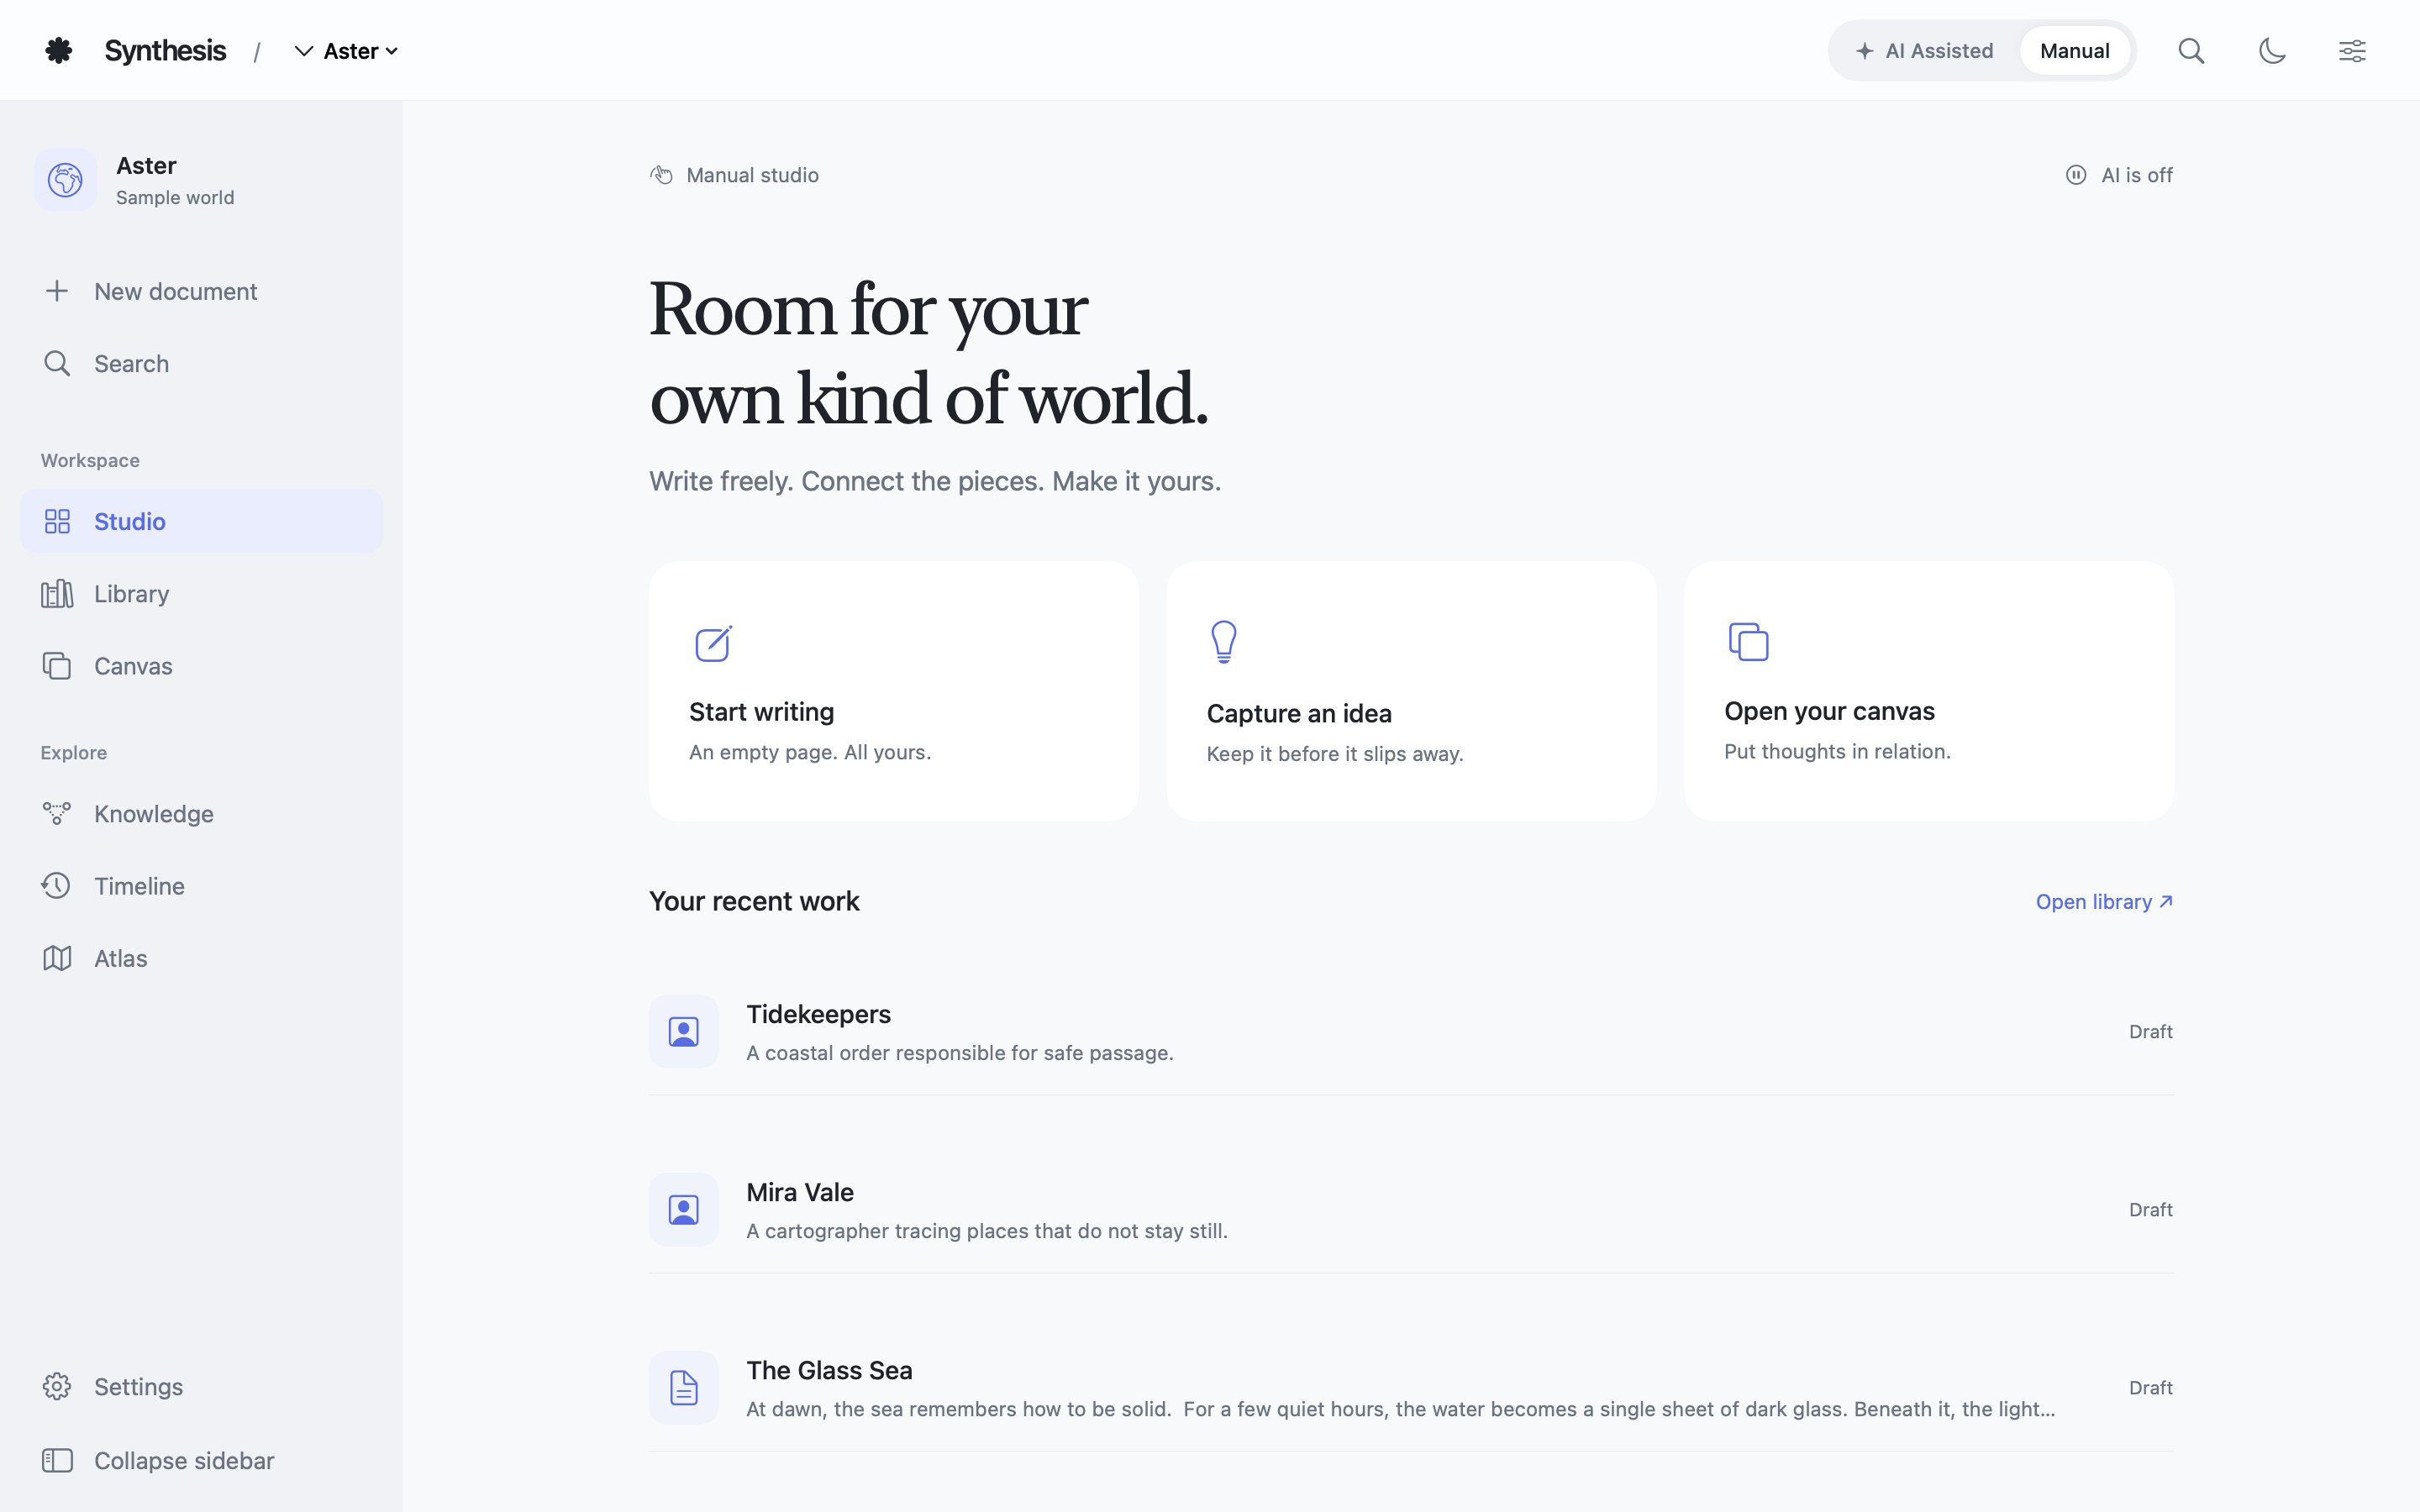 Synthesis / Aster
AI Assisted
Manual
Aster
Sample world
New document
Search
Workspace
Studio
Library
Canvas
Explore
Knowledge
Timeline
Atlas
Settings
Collapse sidebar
Manual studio
AI is off
Room for your
own kind of world.
Write freely. Connect the pieces. Make it yours.
Start writing
An empty page. All yours.
Capture an idea
Keep it before it slips away.
Open your canvas
Put thoughts in relation.
Your recent work
Open library ↗
Tidekeepers
A coastal order responsible for safe passage.
Draft
Mira Vale
A cartographer tracing places that do not stay still.
Draft
The Glass Sea
At dawn, the sea remembers how to be solid.  For a few quiet hours, the water becomes a single sheet of dark glass. Beneath it, the light...
Draft